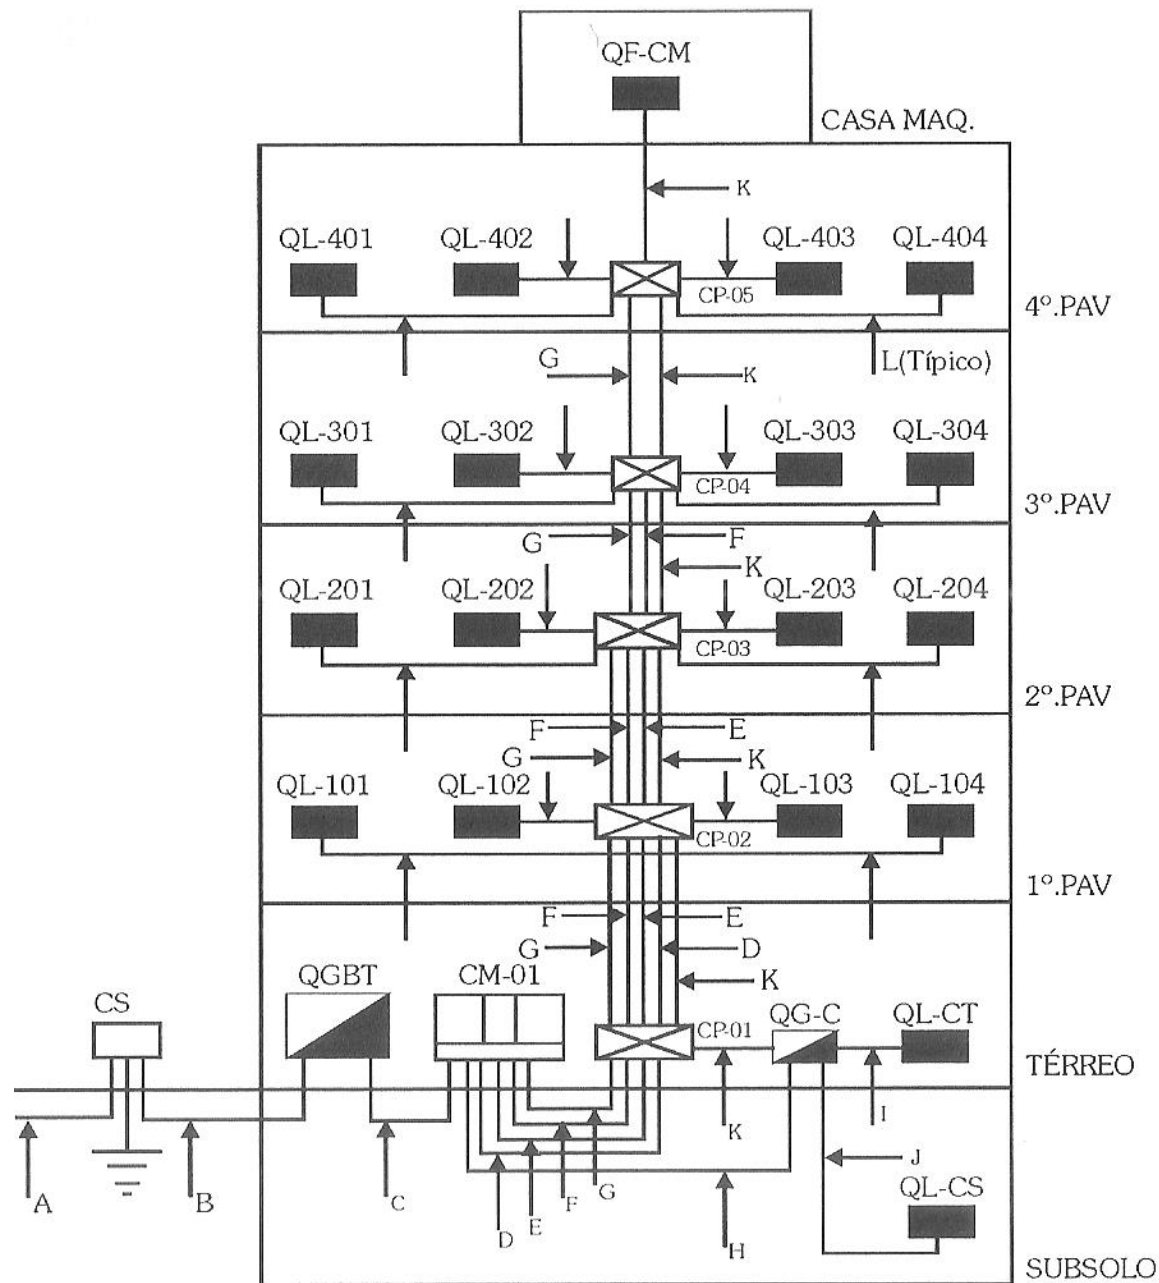 QF-CM
CASA MAQ.
K
QL-401 QL-402 QL-403 QL-404
CP-05
4º.PAV
G K L(Típico)
QL-301 QL-302 QL-303 QL-304
CP-04
3º.PAV
G F
K
QL-201 QL-202 QL-203 QL-204
CP-03
2º.PAV
F E
G K
QL-101 QL-102 QL-103 QL-104
CP-02
1º.PAV
F E
G D
K
CS QGBT CM-01 CP-01 QG-C QL-CT
TÉRREO
A B C D E F G H K I
J
QL-CS
SUBSOLO